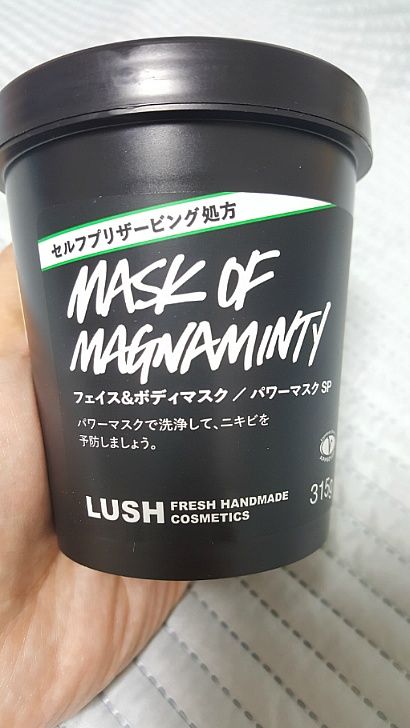 セルフプリザービング処方
MASK OF
MAGNAMINTY
フェイス&ボディマスク / パワーマスク SP
パワーマスクで洗浄して、ニキビを
予防しましょう。
LUSH FRESH HANDMADE
COSMETICS
315g